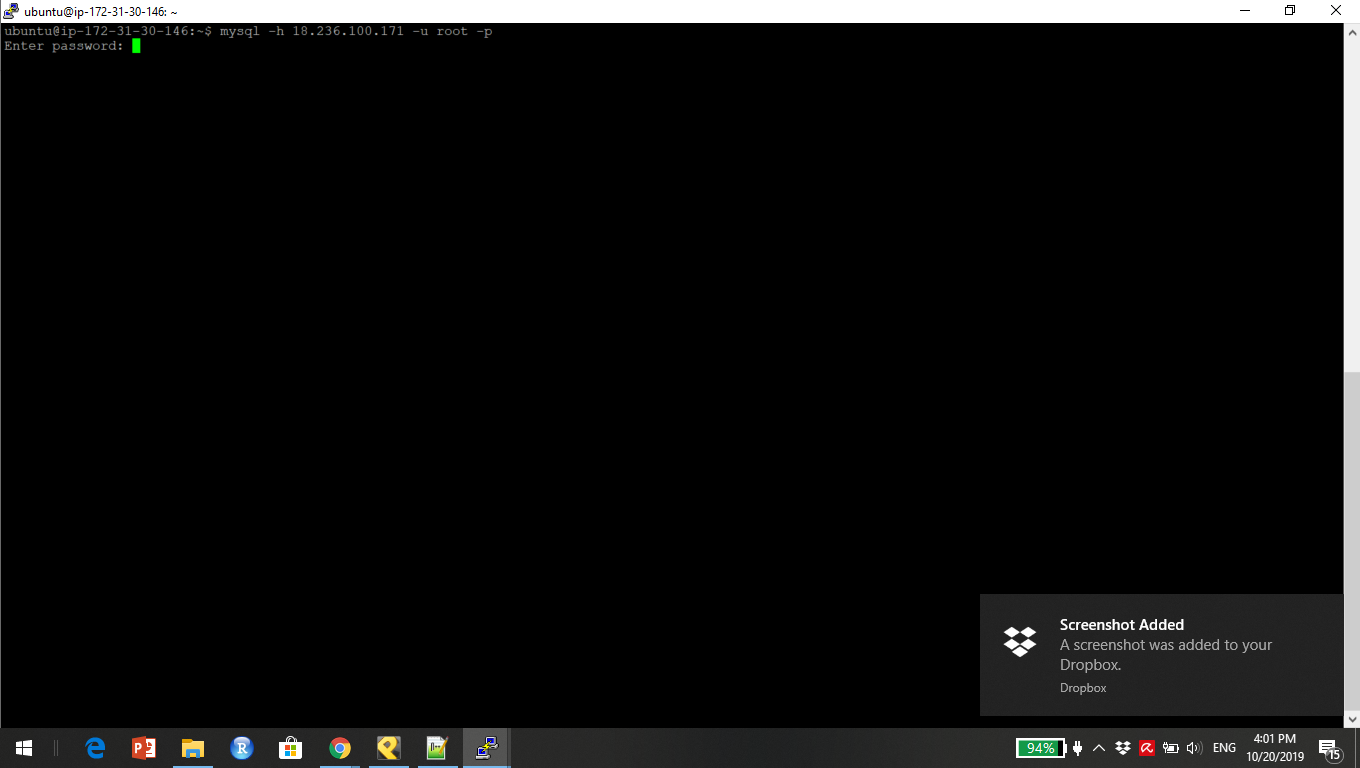 ubuntu@ip-172-31-30-146: ~
ubuntu@ip-172-31-30-146:~$ mysql -h 18.236.100.171 -u root -p
Enter password:
Screenshot Added
A screenshot was added to your
Dropbox.
Dropbox
94%
ENG
4:01 PM
10/20/2019
15